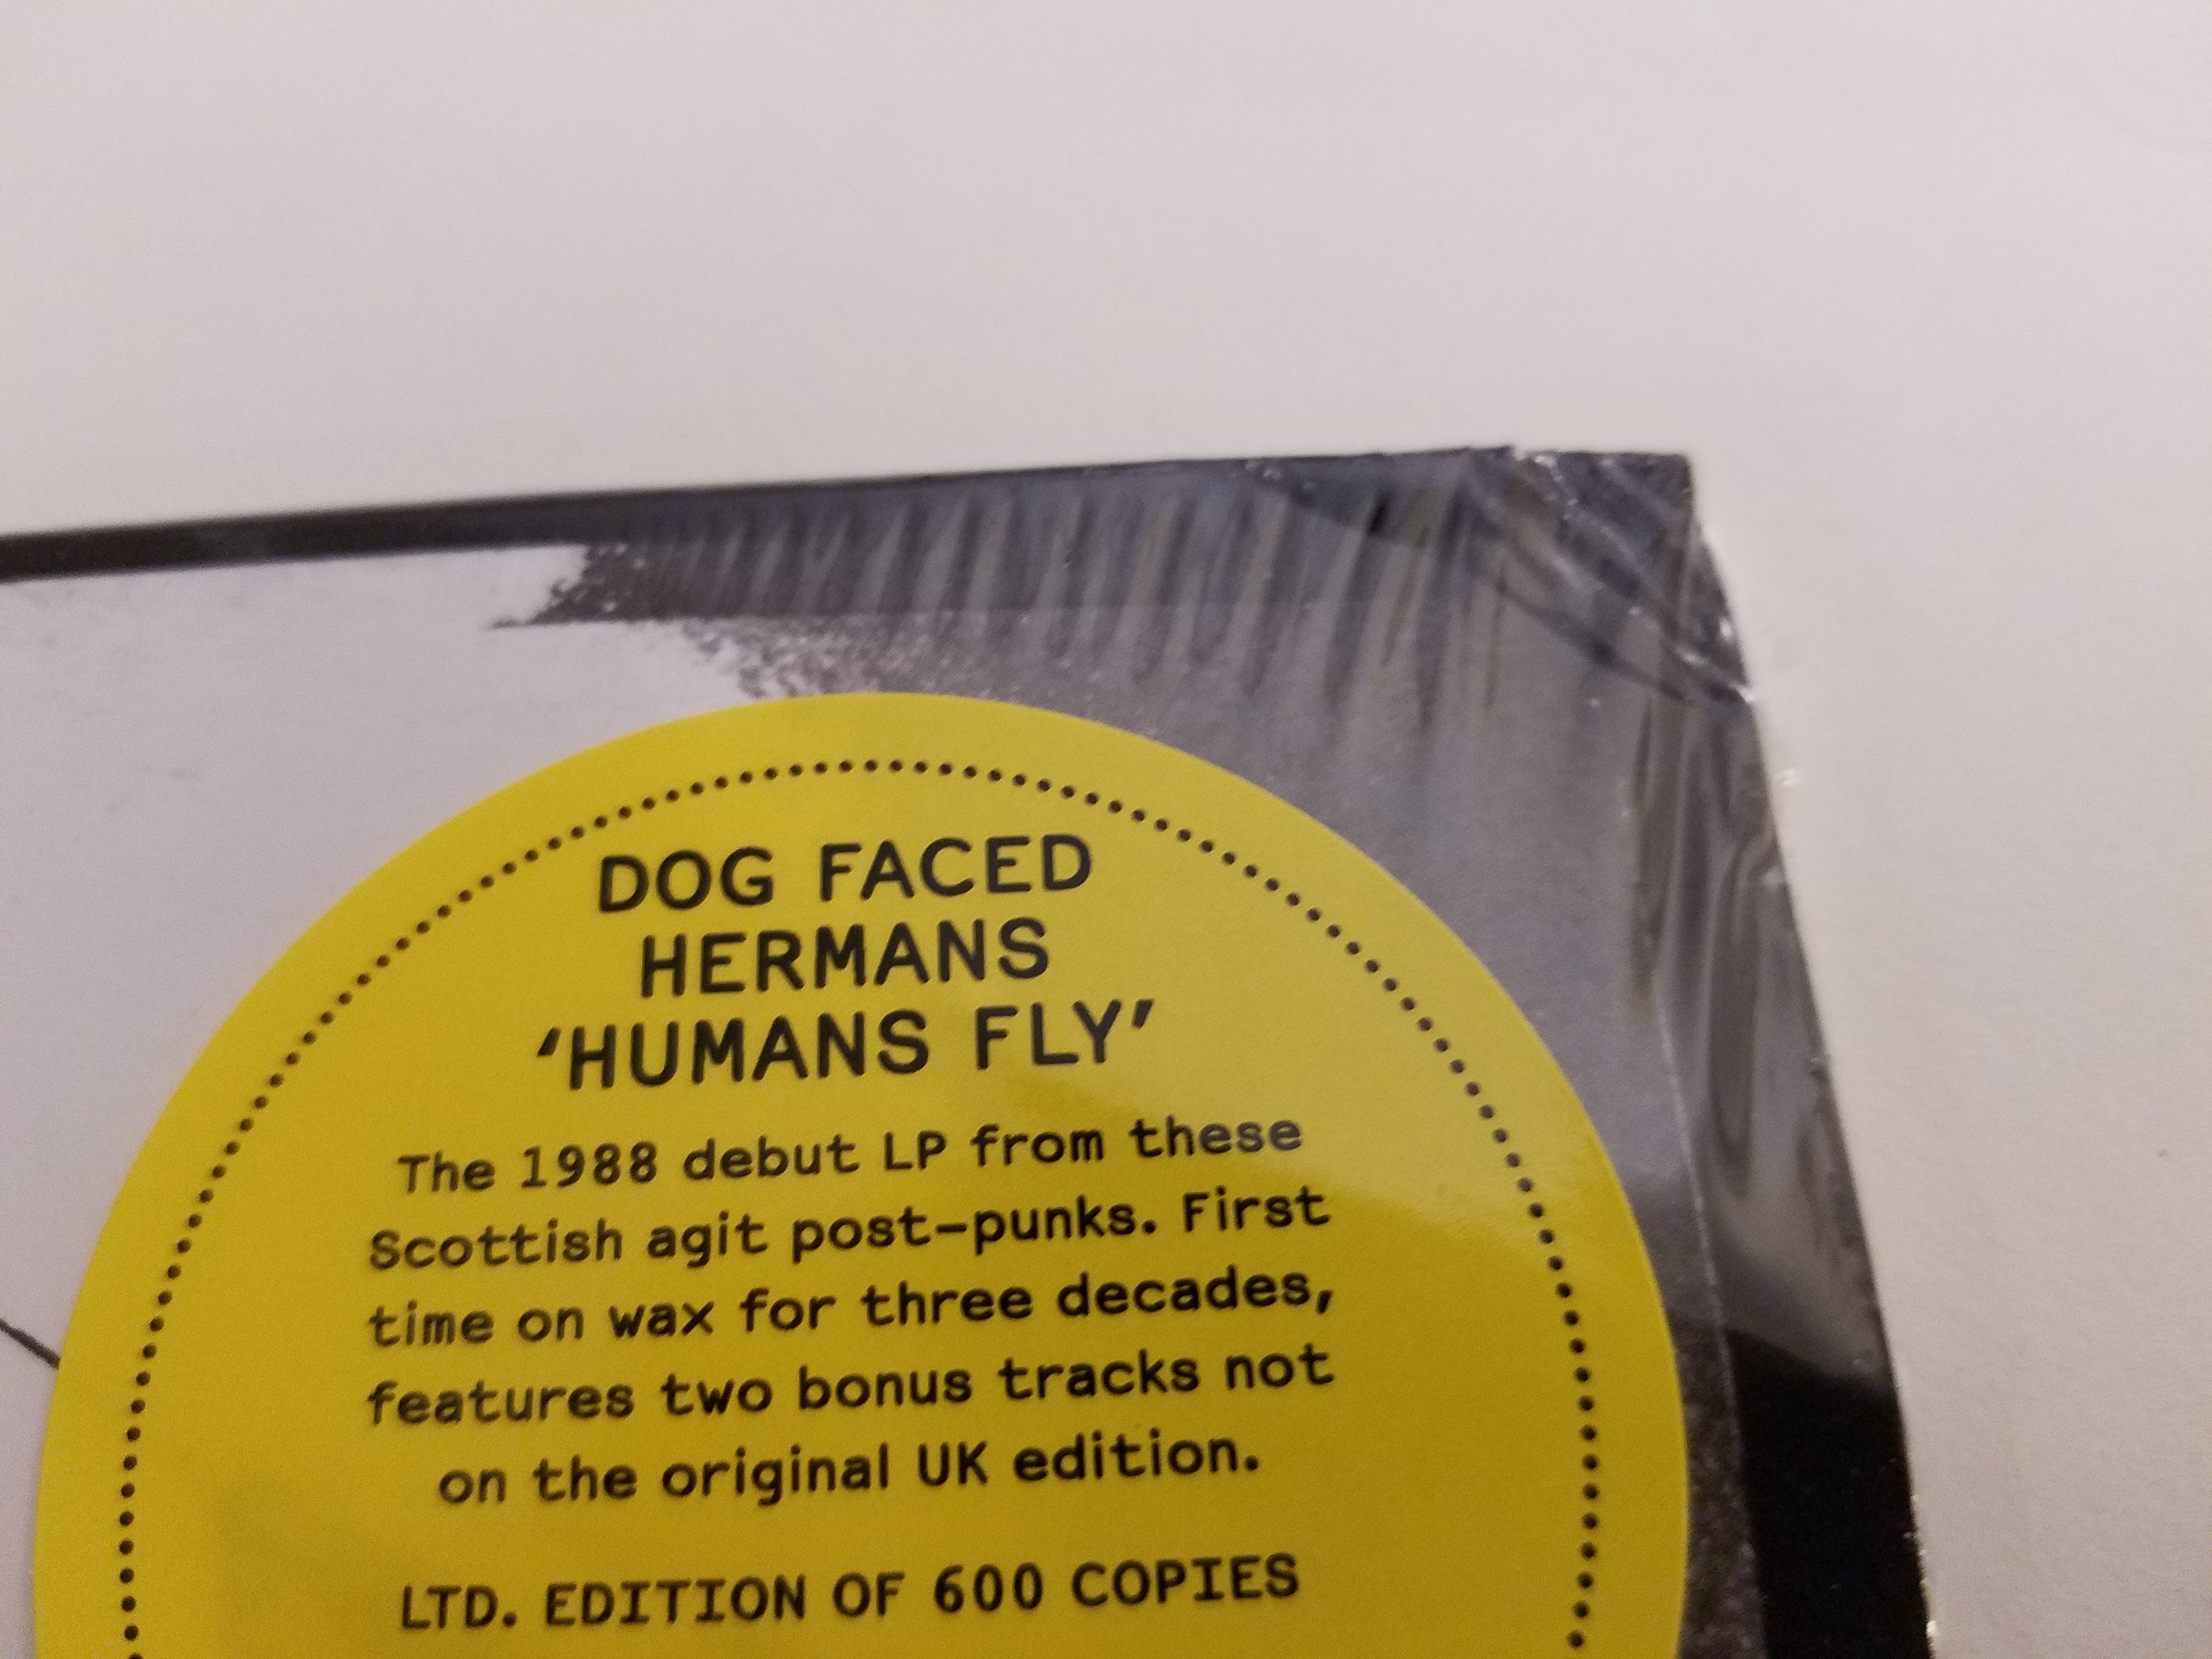 DOG FACED
HERMANS
'HUMANS FLY'
The 1988 debut LP from these
Scottish agit post-punks. First
time on wax for three decades,
features two bonus tracks not
on the original UK edition.
LTD. EDITION OF 600 COPIES